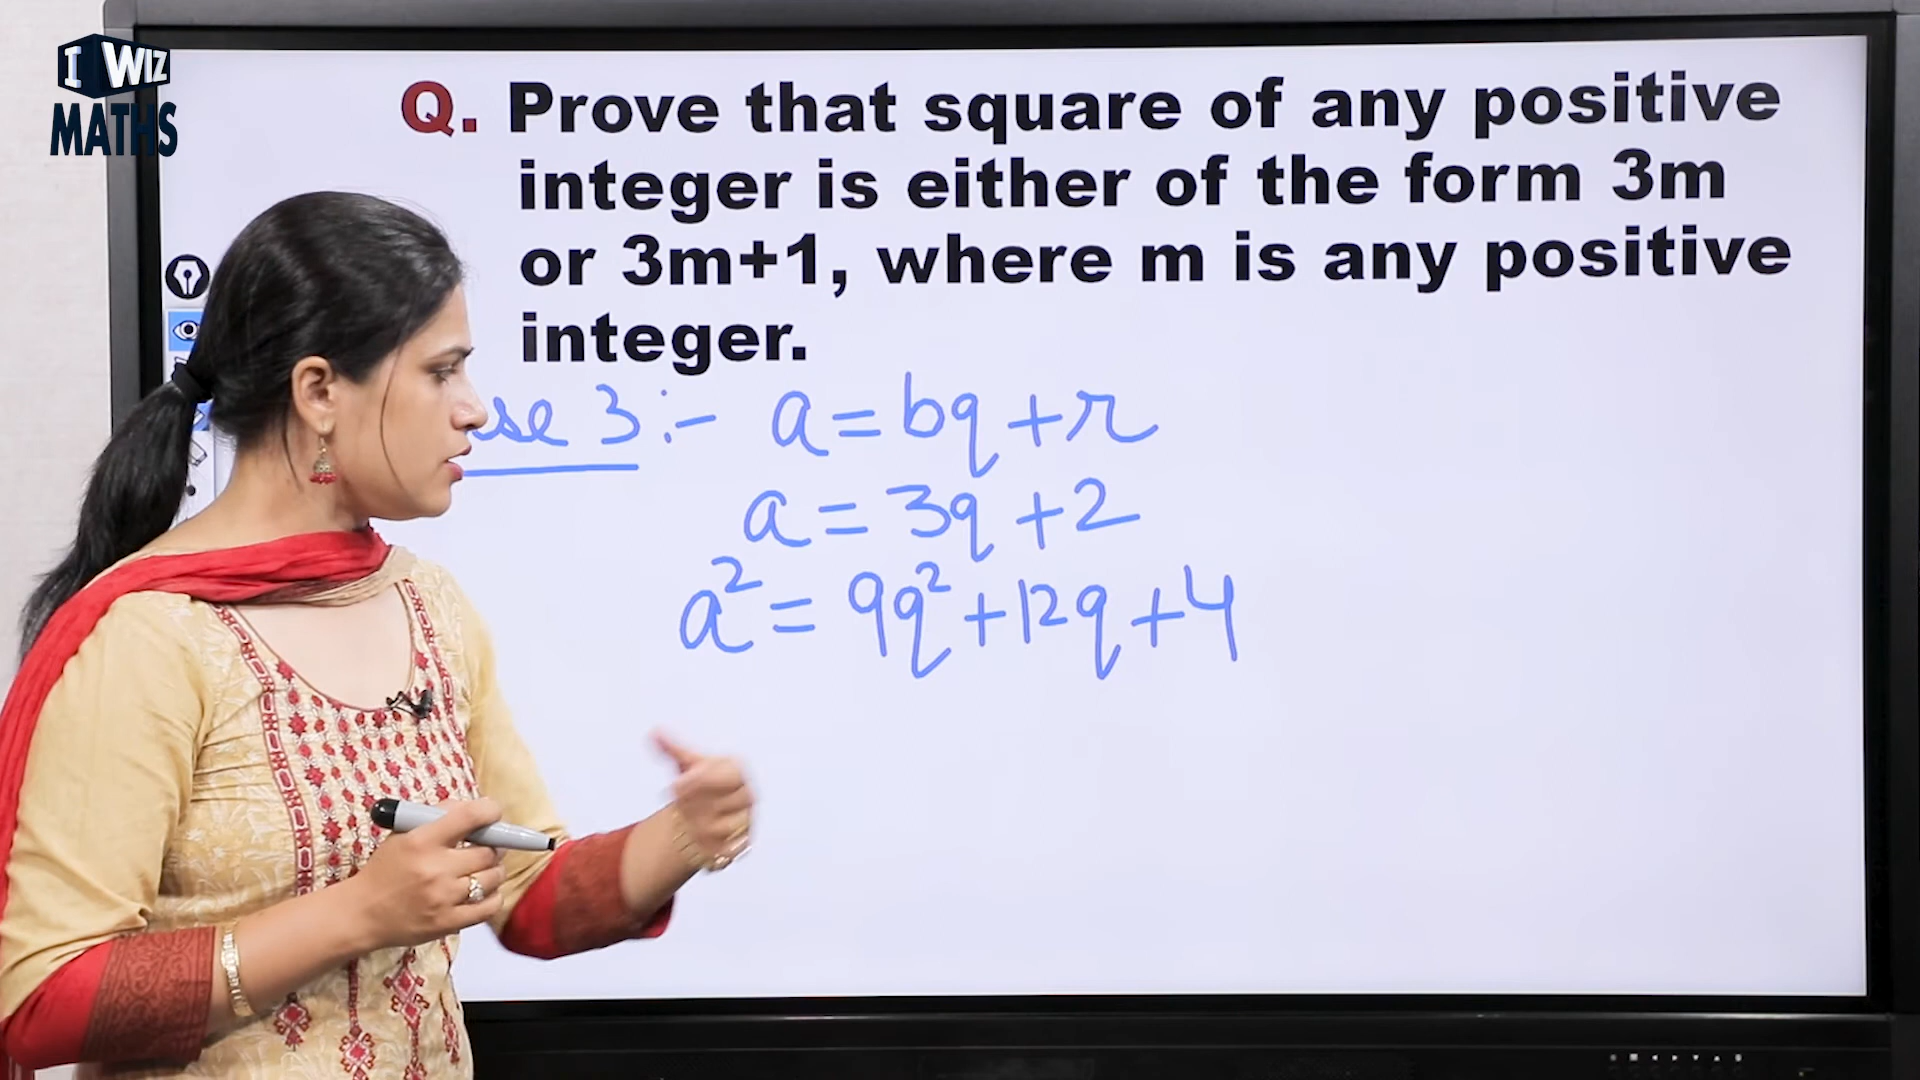 I WIZ
MATHS
Q. Prove that square of any positive
integer is either of the form 3m
or 3m+1, where m is any positive
integer.
3:- a = bq + r
a = 3q + 2
a² = 9q² + 12q + 4